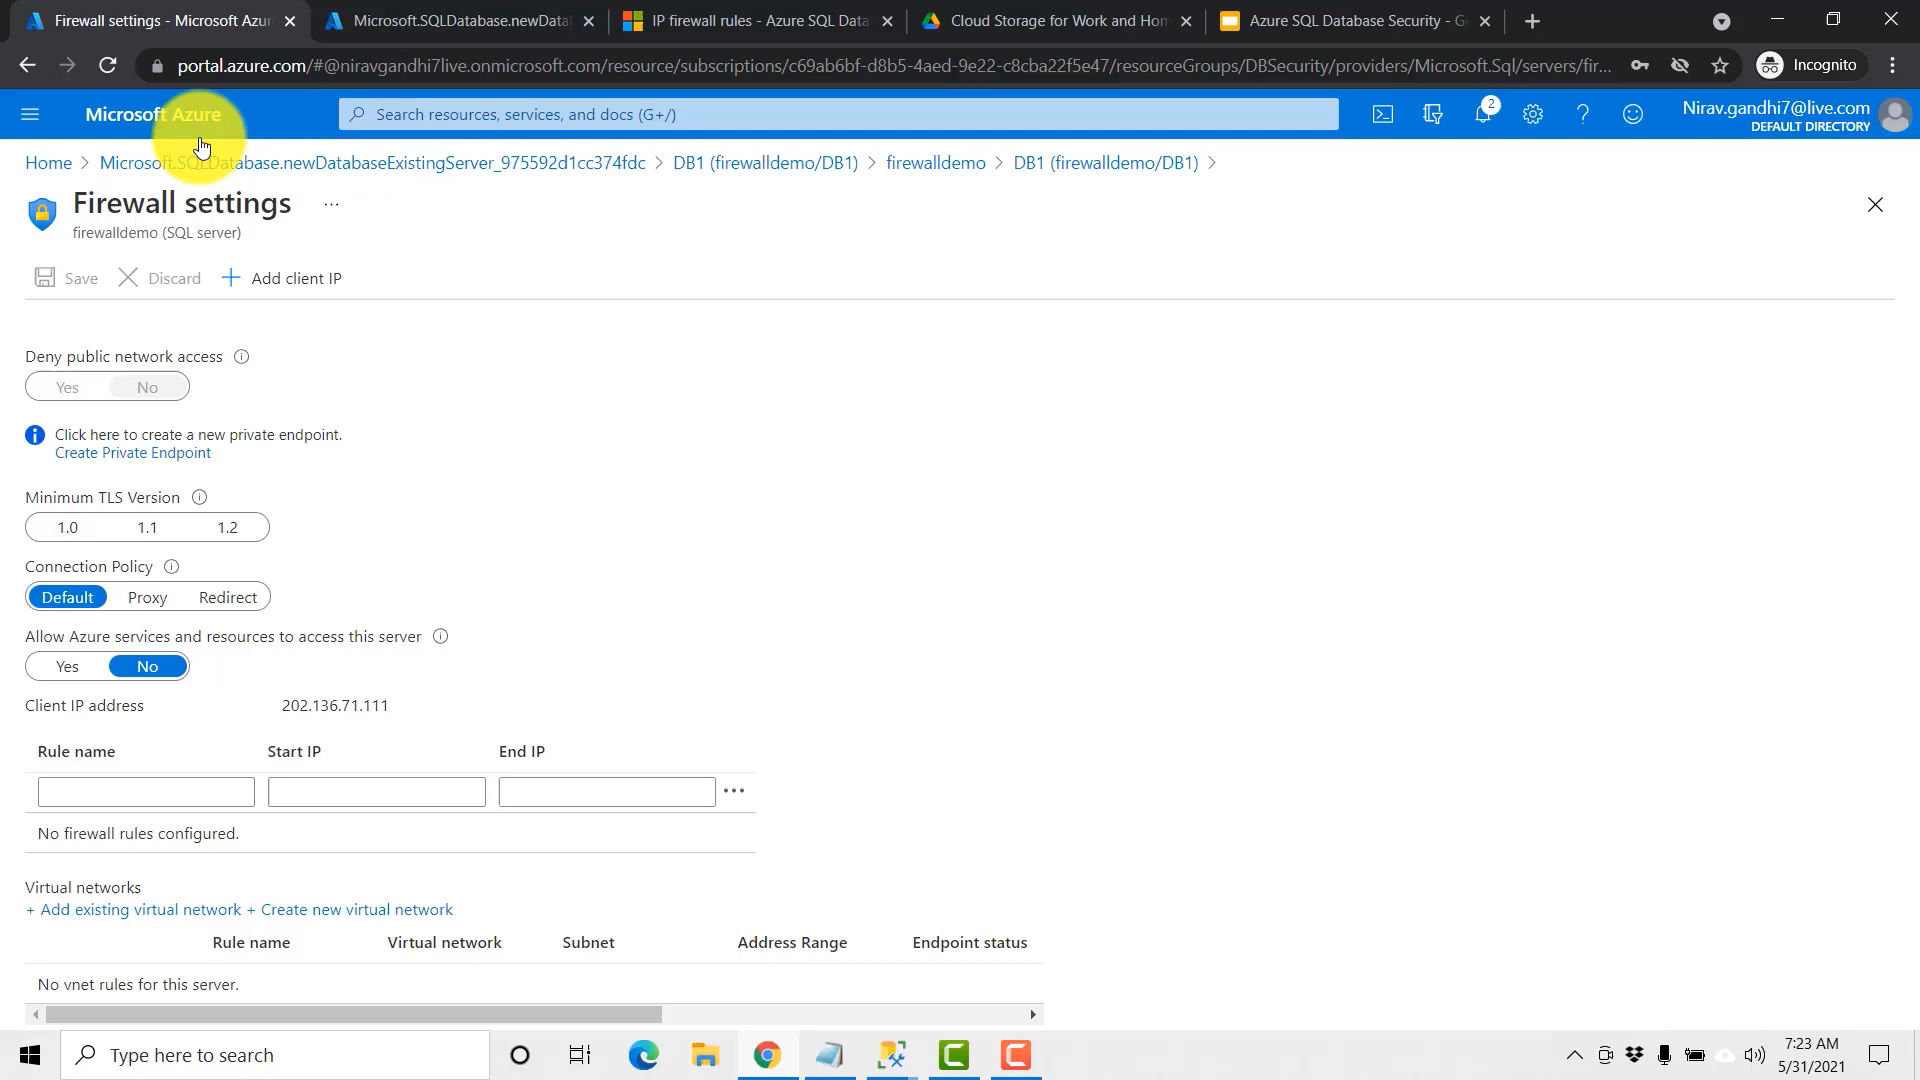 Firewall settings - Microsoft Azur
Microsoft.SQLDatabase.newDatal
IP firewall rules - Azure SQL Data
Cloud Storage for Work and Hom
Azure SQL Database Security - G
portal.azure.com/#@niravgandhi7live.onmicrosoft.com/resource/subscriptions/c69ab6bf-d8b5-4aed-9e22-c8cba22f5e47/resourceGroups/DBSecurity/providers/Microsoft.Sql/servers/fir...
Incognito
Microsoft Azure
Search resources, services, and docs (G+/)
2
Nirav.gandhi7@live.com
DEFAULT DIRECTORY
Home > Microsoft.SQLDatabase.newDatabaseExistingServer_975592d1cc374fdc > DB1 (firewalldemo/DB1) > firewalldemo > DB1 (firewalldemo/DB1) >
Firewall settings ...
firewalldemo (SQL server)
Save Discard + Add client IP
Deny public network access
Yes No
Click here to create a new private endpoint.
Create Private Endpoint
Minimum TLS Version
1.0 1.1 1.2
Connection Policy
Default Proxy Redirect
Allow Azure services and resources to access this server
Yes No
Client IP address 202.136.71.111
Rule name Start IP End IP
...
No firewall rules configured.
Virtual networks
+ Add existing virtual network + Create new virtual network
Rule name Virtual network Subnet Address Range Endpoint status
No vnet rules for this server.
Type here to search
7:23 AM
5/31/2021